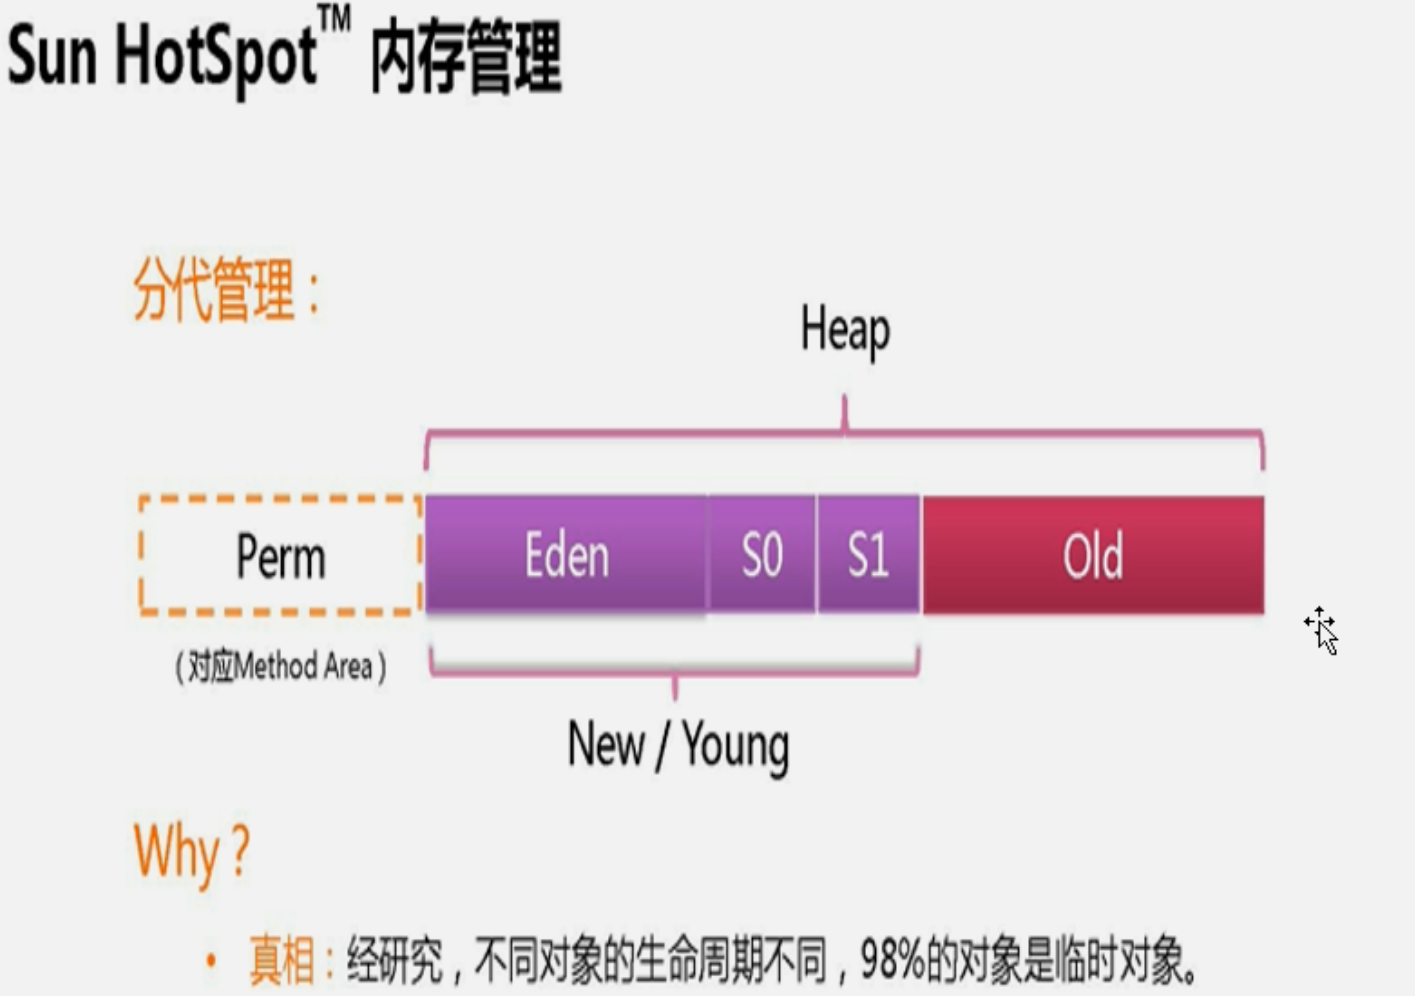 Sun HotSpot™ 内存管理
分代管理：
Heap
Perm
Eden
S0
S1
Old
（对应Method Area）
New / Young
Why？
• 真相：经研究，不同对象的生命周期不同，98%的对象是临时对象。